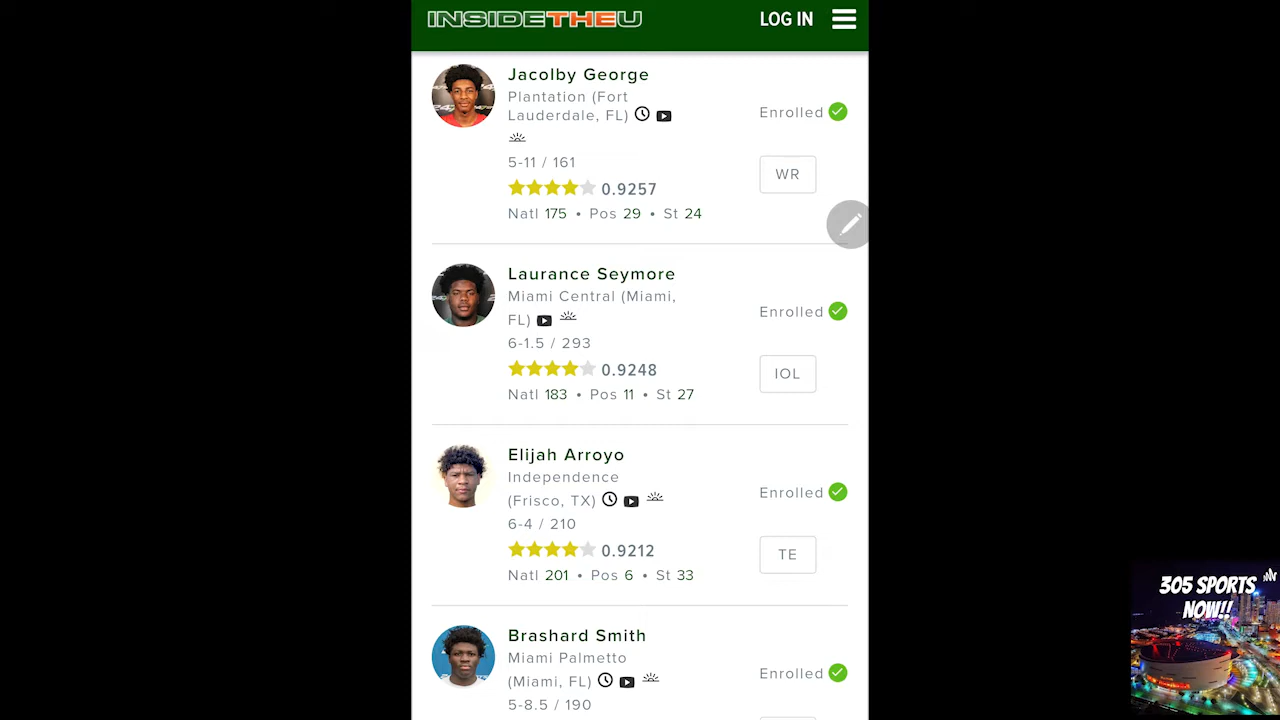 INSIDETHEU
LOG IN
Jacolby George
Plantation (Fort
Lauderdale, FL)
Enrolled
5-11 / 161
WR
0.9257
Natl 175 • Pos 29 • St 24
Laurance Seymore
Miami Central (Miami,
FL)
Enrolled
6-1.5 / 293
IOL
0.9248
Natl 183 • Pos 11 • St 27
Elijah Arroyo
Independence
(Frisco, TX)
Enrolled
6-4 / 210
TE
0.9212
Natl 201 • Pos 6 • St 33
Brashard Smith
Miami Palmetto
(Miami, FL)
Enrolled
5-8.5 / 190
305 SPORTS
NOW!!